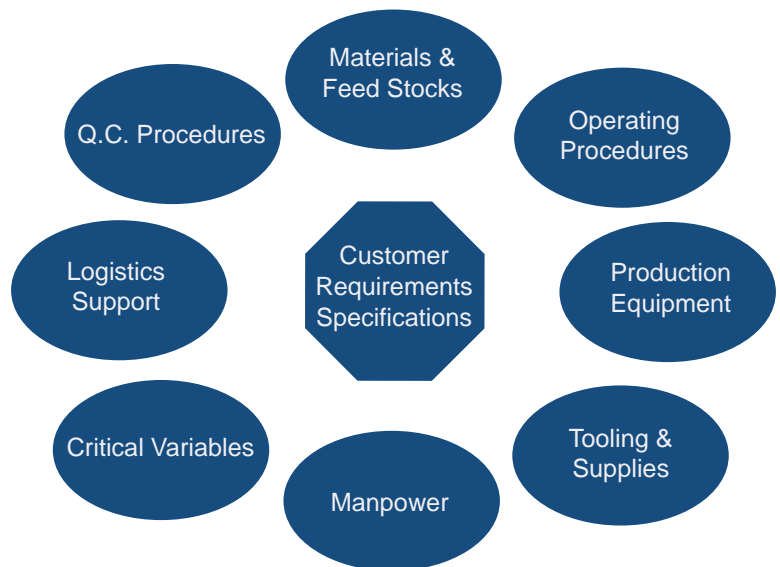 Materials &
Feed Stocks
Q.C. Procedures
Operating
Procedures
Logistics
Support
Customer
Requirements
Specifications
Production
Equipment
Critical Variables
Tooling &
Supplies
Manpower